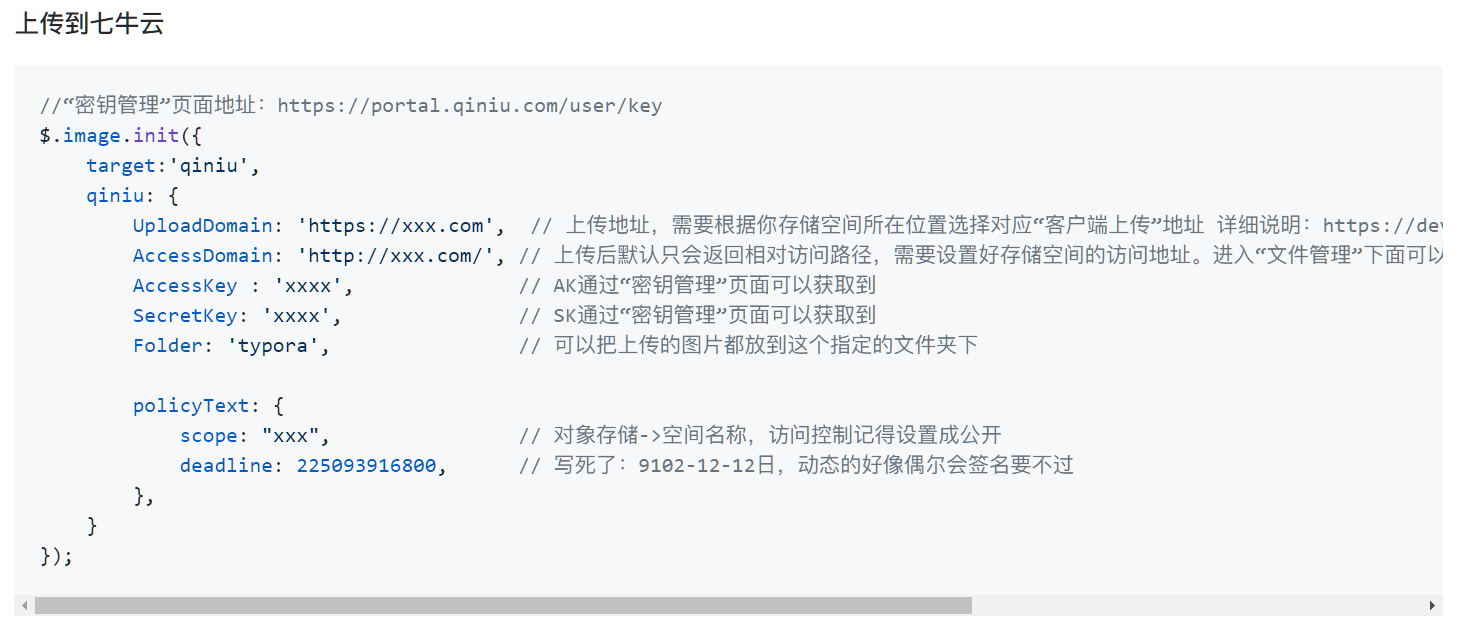 上传到七牛云
//“密钥管理”页面地址：https://portal.qiniu.com/user/key
$.image.init({
    target:'qiniu',
    qiniu: {
        UploadDomain: 'https://xxx.com',  // 上传地址，需要根据你存储空间所在位置选择对应“客户端上传”地址 详细说明：https://dev
        AccessDomain: 'http://xxx.com/', // 上传后默认只会返回相对访问路径，需要设置好存储空间的访问地址。进入“文件管理”下面可以
        AccessKey : 'xxxx',              // AK通过“密钥管理”页面可以获取到
        SecretKey: 'xxxx',               // SK通过“密钥管理”页面可以获取到
        Folder: 'typora',                // 可以把上传的图片都放到这个指定的文件夹下
        policyText: {
            scope: "xxx",                // 对象存储->空间名称，访问控制记得设置成公开
            deadline: 225093916800,      // 写死了：9102-12-12日，动态的好像偶尔会签名要不过
        },
    }
});